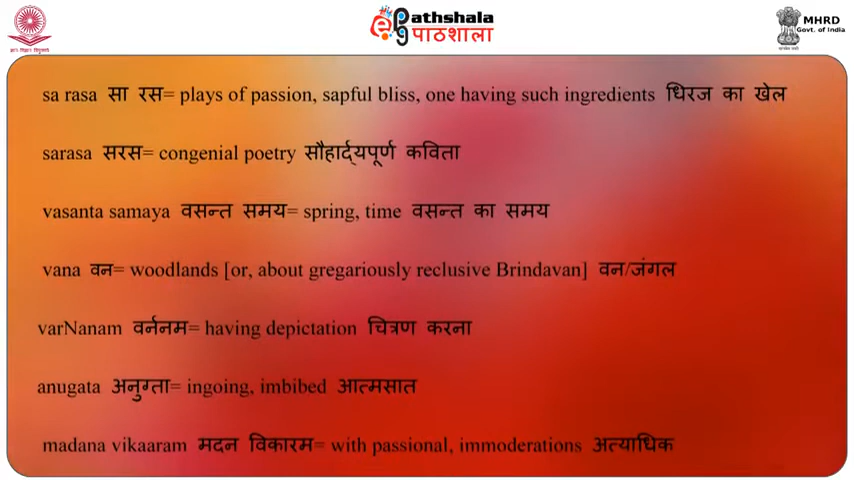 ePathshala
पाठशाला
MHRD
Govt. of India
sa rasa सा रस= plays of passion, sapful bliss, one having such ingredients धिरज का खेल
sarasa सरस= congenial poetry सौहार्द्यपूर्ण कविता
vasanta samaya वसन्त समय= spring, time वसन्त का समय
vana वन= woodlands [or, about gregariously reclusive Brindavan] वन/जंगल
varNanam वर्ननम= having depictation चित्रण करना
anugata अनुग्ता= ingoing, imbibed आत्मसात
madana vikaaram मदन विकारम= with passional, immoderations अत्याधिक